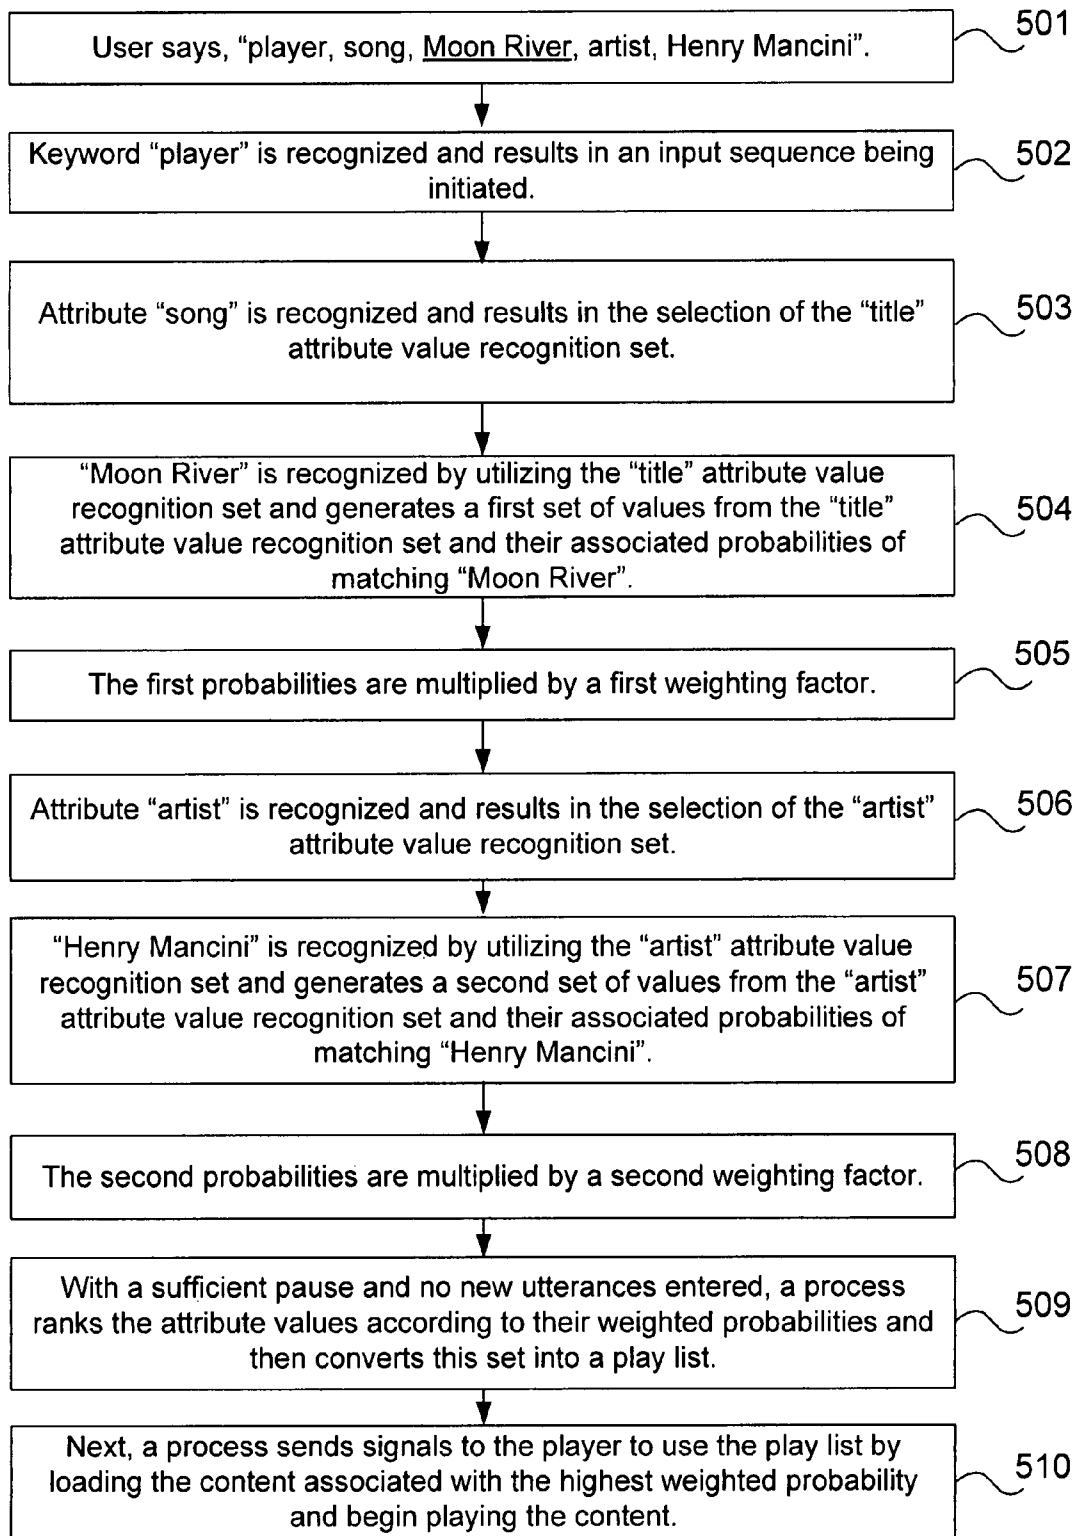 User says, “player, song, Moon River, artist, Henry Mancini”.
501
Keyword “player” is recognized and results in an input sequence being
initiated.
502
Attribute “song” is recognized and results in the selection of the “title”
attribute value recognition set.
503
“Moon River” is recognized by utilizing the “title” attribute value
recognition set and generates a first set of values from the “title”
attribute value recognition set and their associated probabilities of
matching “Moon River”.
504
The first probabilities are multiplied by a first weighting factor.
505
Attribute “artist” is recognized and results in the selection of the “artist”
attribute value recognition set.
506
“Henry Mancini” is recognized by utilizing the “artist” attribute value
recognition set and generates a second set of values from the “artist”
attribute value recognition set and their associated probabilities of
matching “Henry Mancini”.
507
The second probabilities are multiplied by a second weighting factor.
508
With a sufficient pause and no new utterances entered, a process
ranks the attribute values according to their weighted probabilities and
then converts this set into a play list.
509
Next, a process sends signals to the player to use the play list by
loading the content associated with the highest weighted probability
and begin playing the content.
510